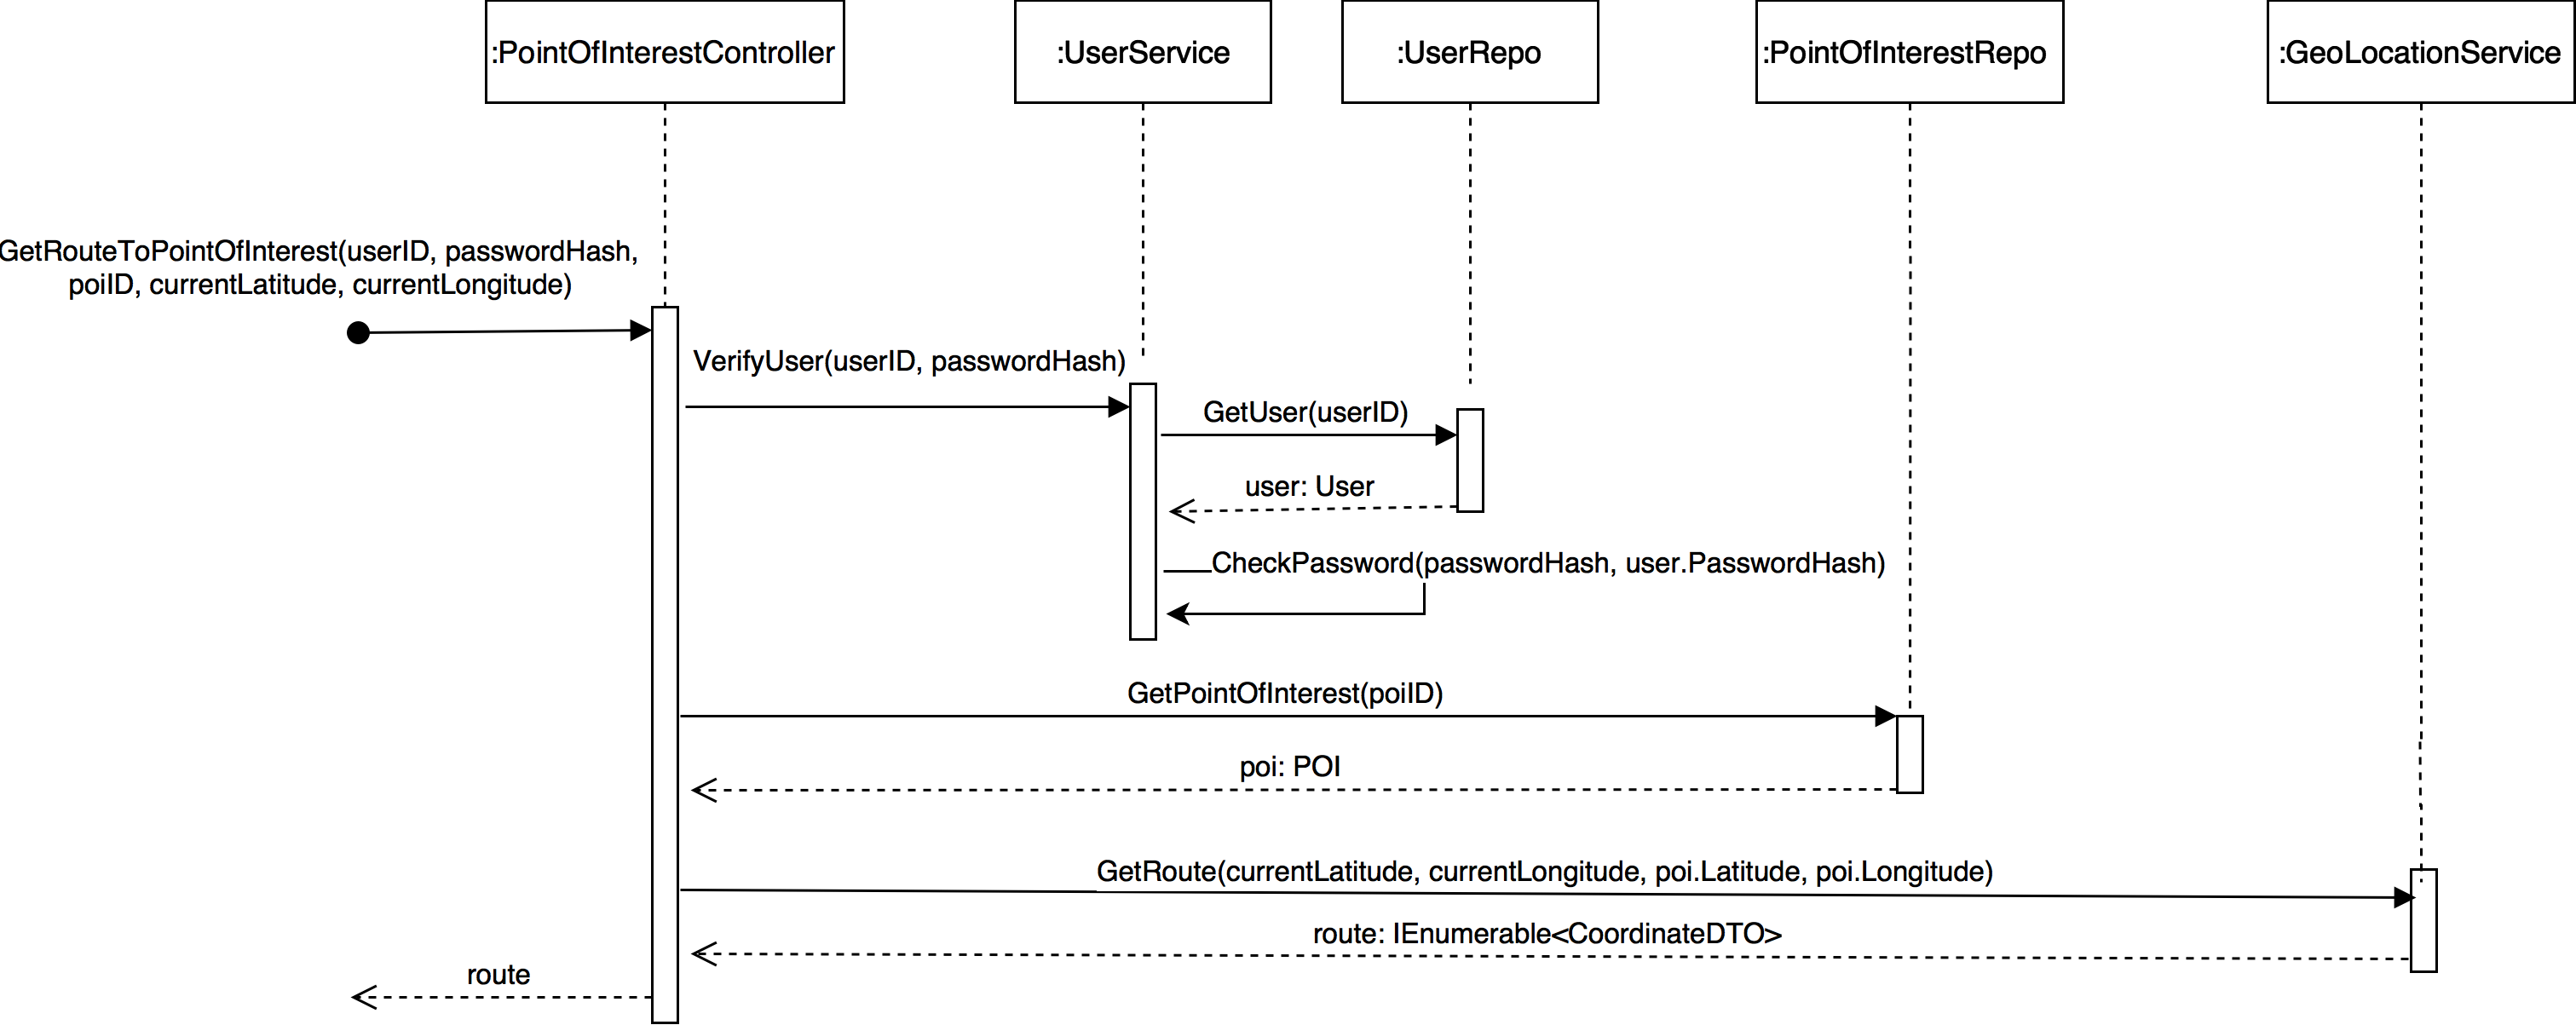 :PointOfInterestController
:UserService
:UserRepo
:PointOfInterestRepo
:GeoLocationService
GetRouteToPointOfInterest(userID, passwordHash,
poiID, currentLatitude, currentLongitude)
VerifyUser(userID, passwordHash)
GetUser(userID)
user: User
CheckPassword(passwordHash, user.PasswordHash)
GetPointOfInterest(poiID)
poi: POI
GetRoute(currentLatitude, currentLongitude, poi.Latitude, poi.Longitude)
route: IEnumerable<CoordinateDTO>
route